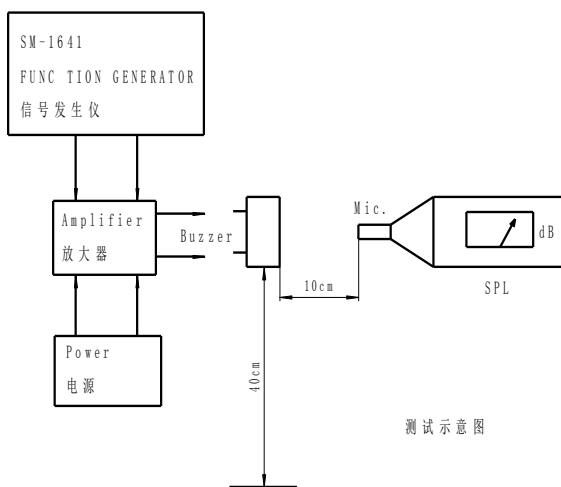 SM-1641
FUNC TION GENERATOR
信号发生仪
Amplifier
放大器
Buzzer
Mic.
dB
SPL
10cm
40cm
Power
电源
测试示意图